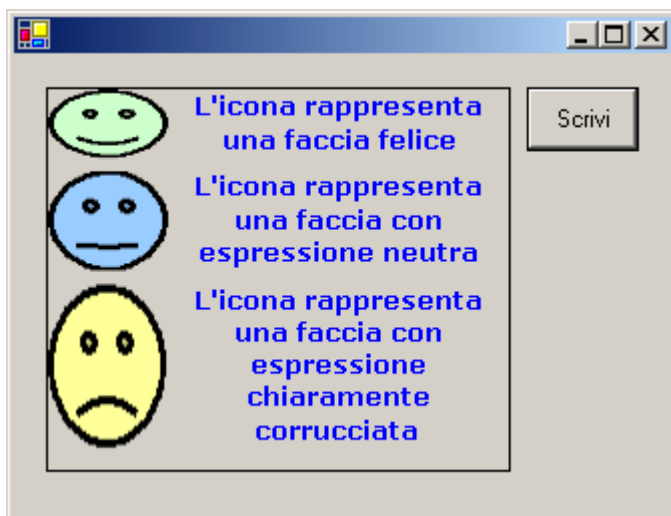 L'icona rappresenta
una faccia felice
Scrivi
L'icona rappresenta
una faccia con
espressione neutra
L'icona rappresenta
una faccia con
espressione
chiaramente
corrucciata